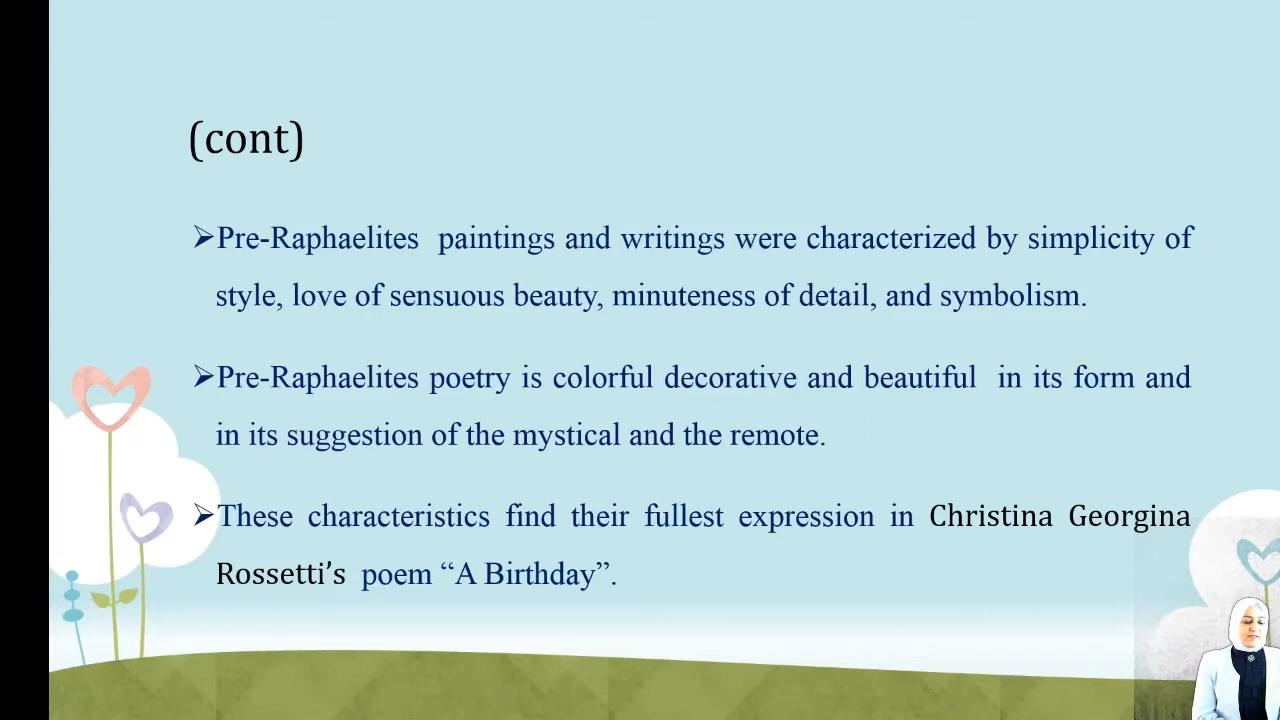 (cont)
➢Pre-Raphaelites paintings and writings were characterized by simplicity of
style, love of sensuous beauty, minuteness of detail, and symbolism.
➢Pre-Raphaelites poetry is colorful decorative and beautiful in its form and
in its suggestion of the mystical and the remote.
➢These characteristics find their fullest expression in Christina Georgina
Rossetti’s poem “A Birthday”.